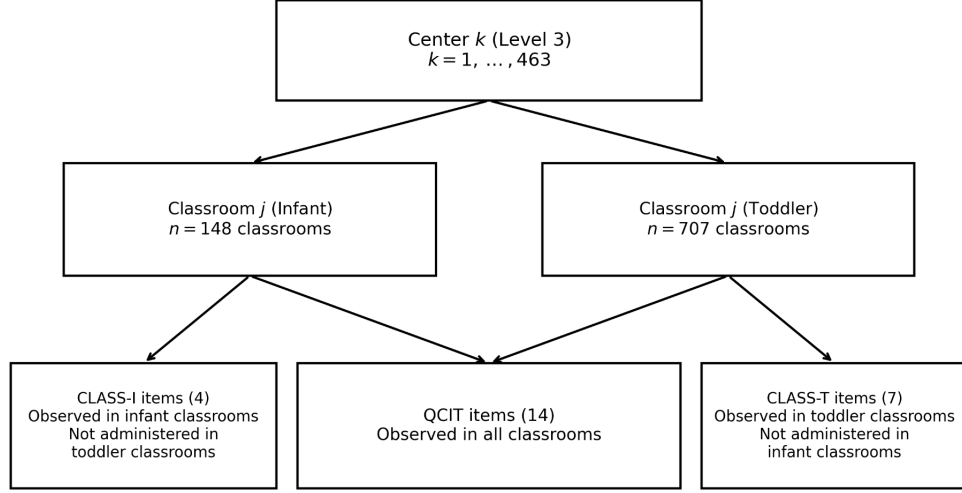 Center k (Level 3)
k = 1, … , 463
Classroom j (Infant)
n = 148 classrooms
Classroom j (Toddler)
n = 707 classrooms
CLASS-I items (4)
Observed in infant classrooms
Not administered in
toddler classrooms
QCIT items (14)
Observed in all classrooms
CLASS-T items (7)
Observed in toddler classrooms
Not administered in
infant classrooms